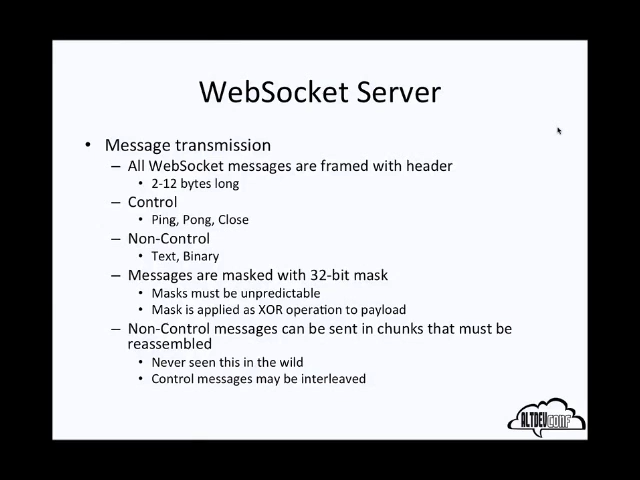 WebSocket Server
• Message transmission
– All WebSocket messages are framed with header
• 2-12 bytes long
– Control
• Ping, Pong, Close
– Non-Control
• Text, Binary
– Messages are masked with 32-bit mask
• Masks must be unpredictable
• Mask is applied as XOR operation to payload
– Non-Control messages can be sent in chunks that must be
reassembled
• Never seen this in the wild
• Control messages may be interleaved
ALTDEVCONF